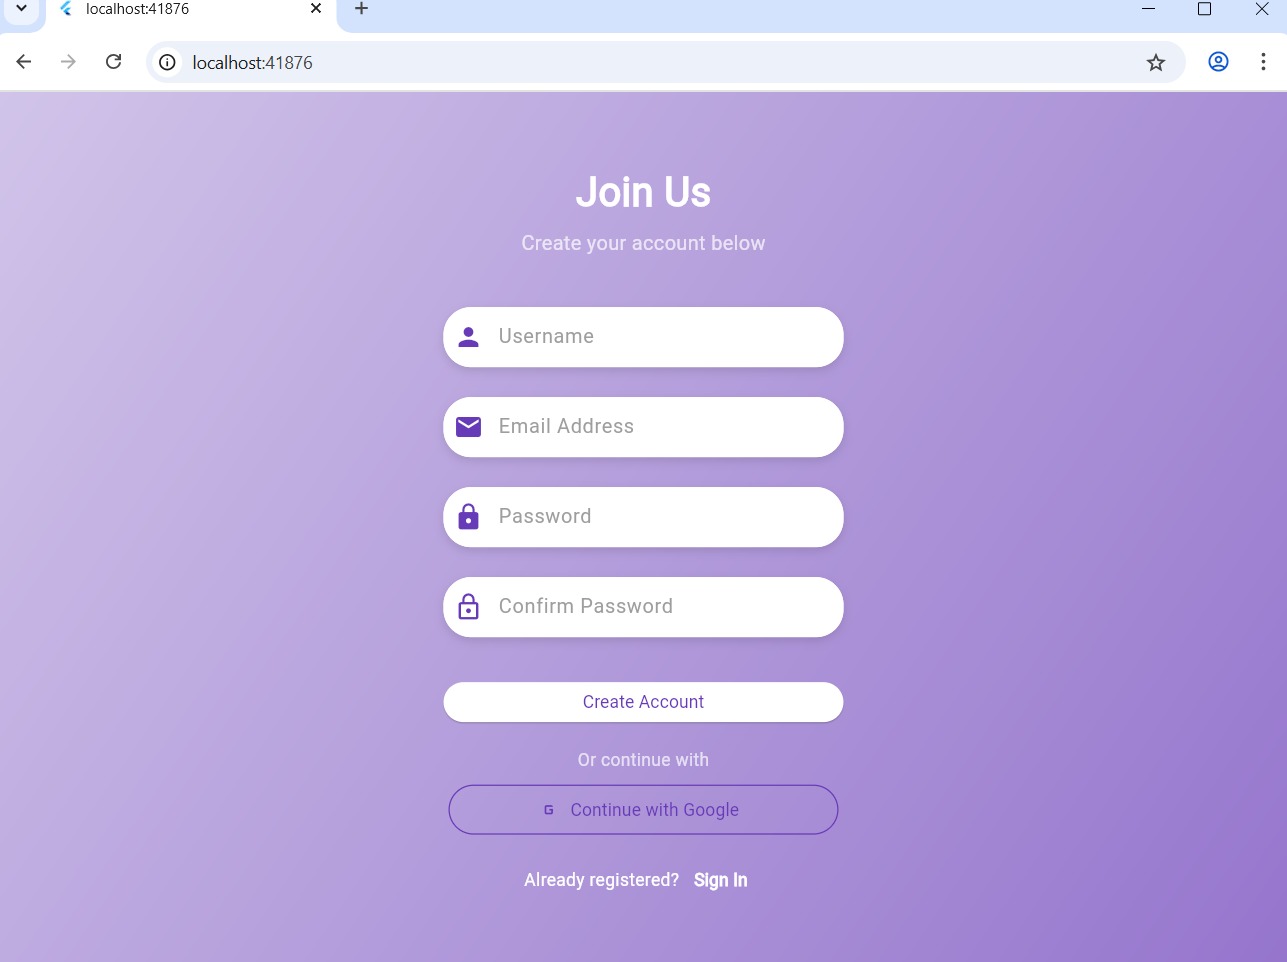 localhost:41876
localhost:41876
Join Us
Create your account below
Username
Email Address
Password
Confirm Password
Create Account
Or continue with
G Continue with Google
Already registered? Sign In